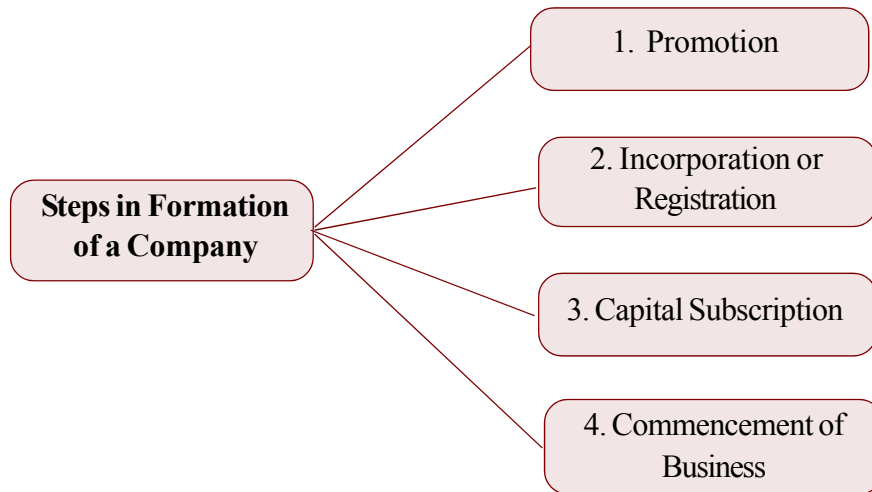 1. Promotion
2. Incorporation or
Registration
Steps in Formation
of a Company
3. Capital Subscription
4. Commencement of
Business